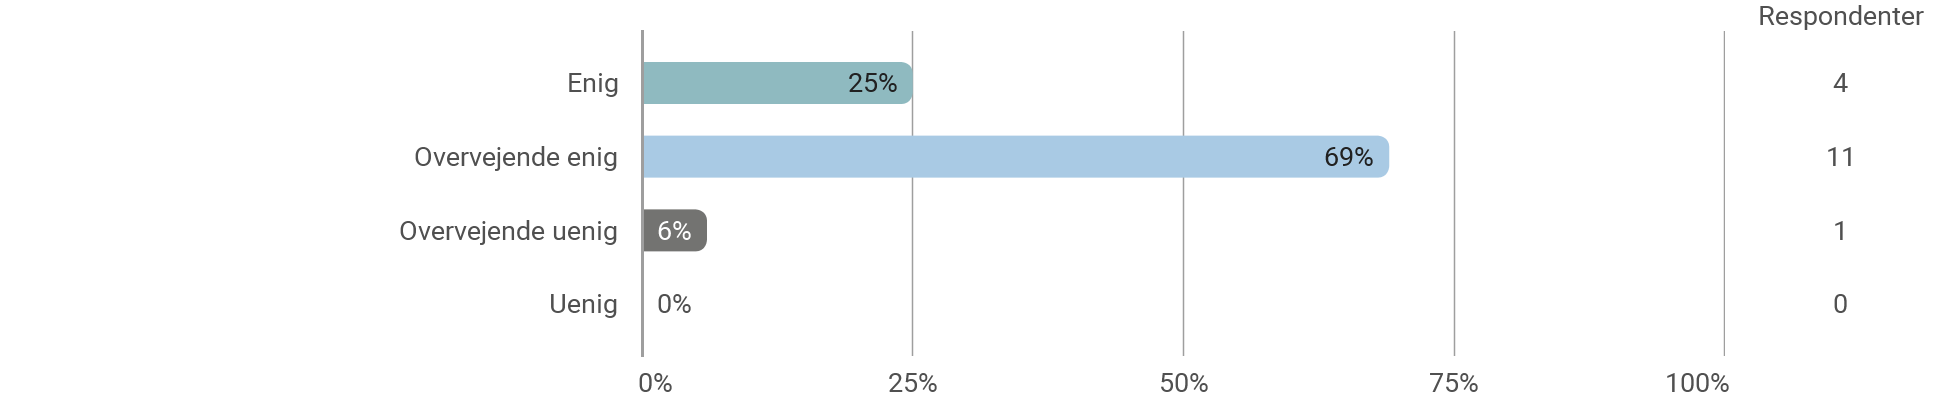 Respondenter
Enig 25% 4
Overvejende enig 69% 11
Overvejende uenig 6% 1
Uenig 0% 0
0% 25% 50% 75% 100%